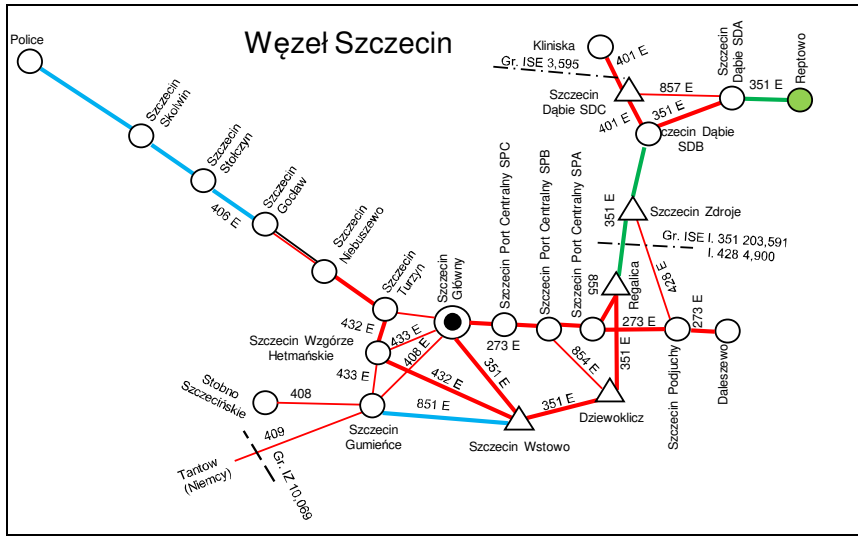 Węzeł Szczecin
Police
Szczecin
Skolwin
Szczecin
Stołczyn
406 E
Szczecin
Gocław
Szczecin
Niebuszewo
Szczecin
Turzyn
Szczecin
Główny
Szczecin Port Centralny SPC
Szczecin Port Centralny SPB
Szczecin Port Centralny SPA
Kliniska
401 E
Gr. ISE 3,595
Szczecin
Dąbie SDC
857 E
Szczecin
Dąbie SDA
351 E
Reptowo
401 E
351 E
zczecin Dąbie
SDB
351 E
Szczecin Zdroje
Gr. ISE l. 351 203,591
l. 428 4,900
855
Regalica
428 E
273 E
273 E
273 E
Daleszewo
Szczecin Podjuchy
351 E
854 E
Dziewoklicz
351 E
351 E
432 E
433 E
408 E
Szczecin Wzgórze
Hetmańskie
433 E
432 E
Stobno
Szczecińskie
408
851 E
409
Szczecin
Gumieńce
Szczecin Wstowo
Tantow
(Niemcy)
Gr. IZ 10,069